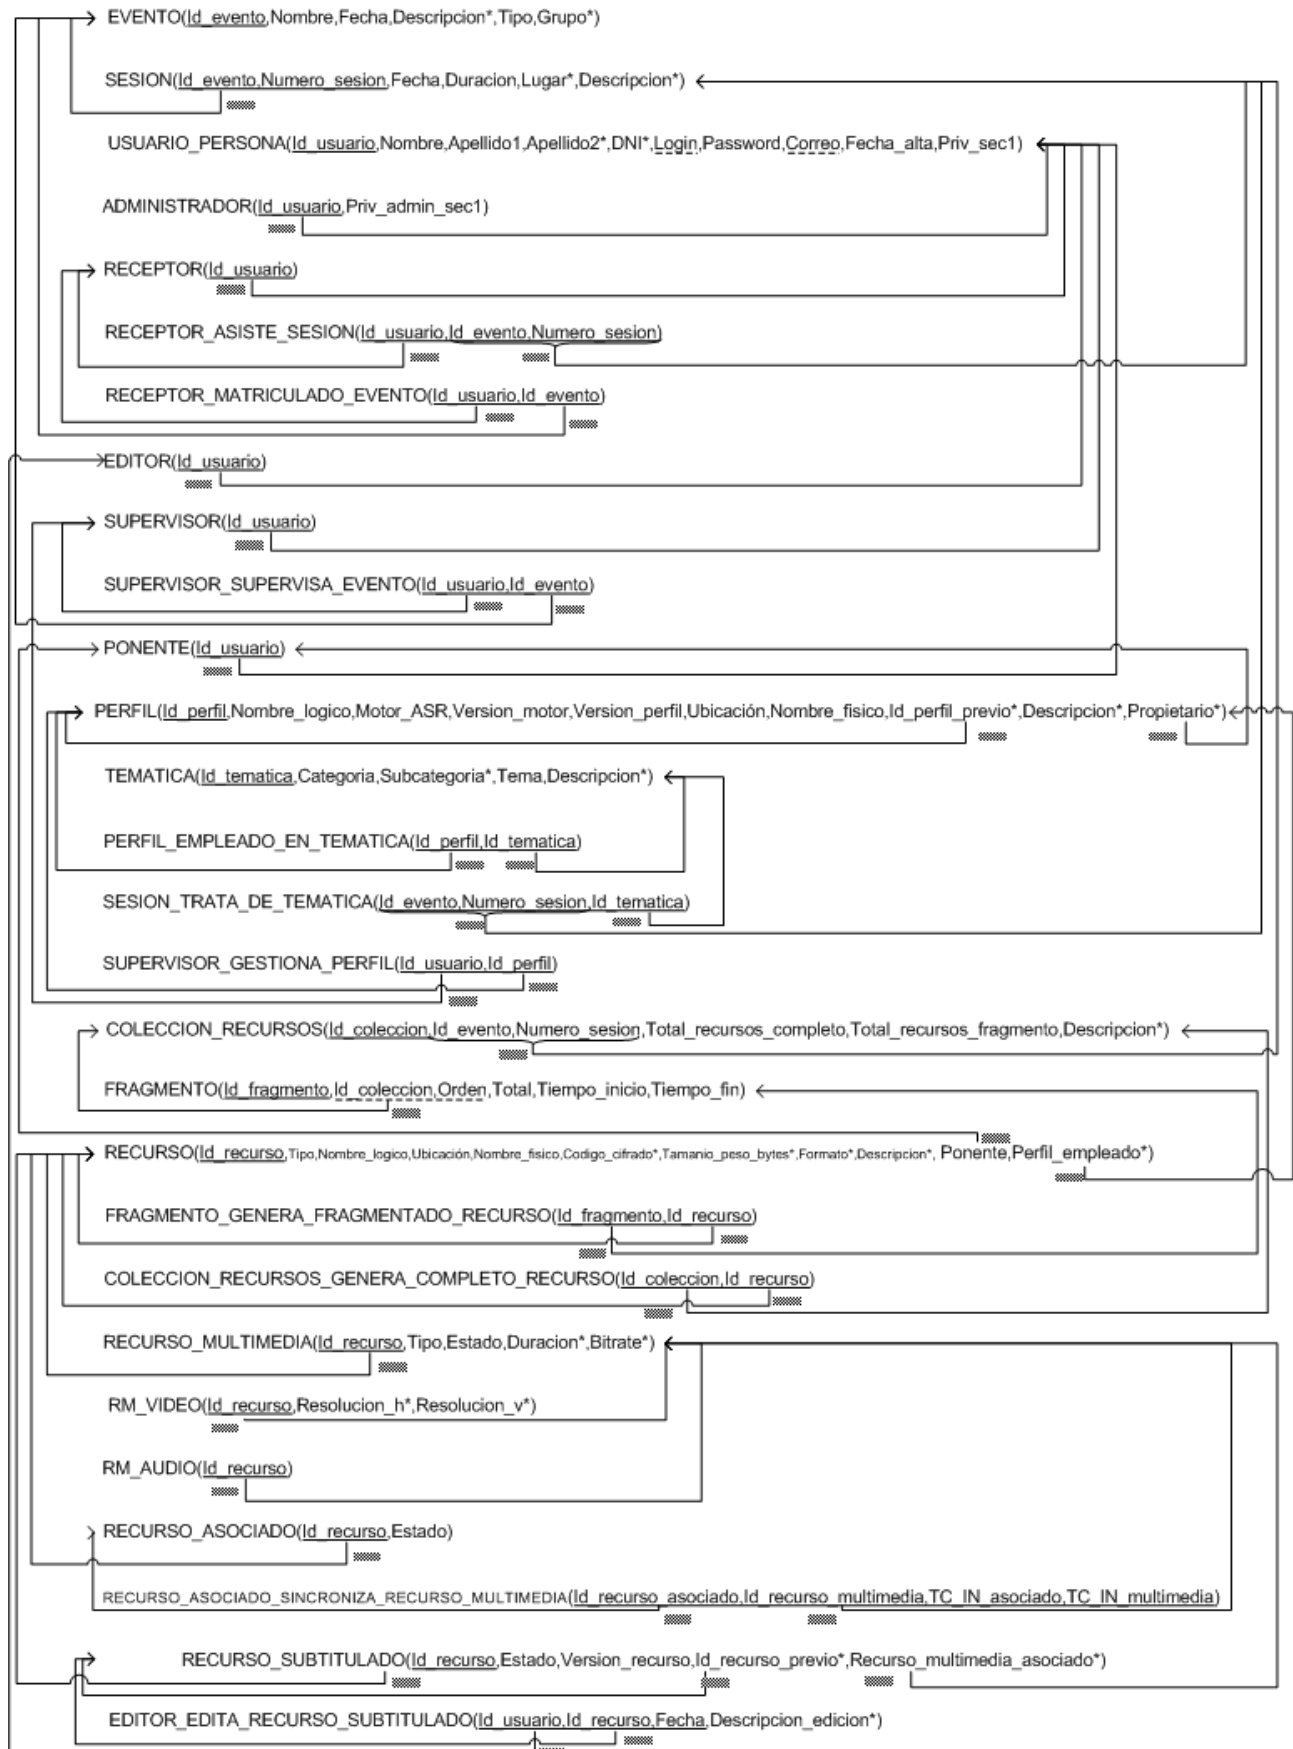 EVENTO(Id_evento,Nombre,Fecha,Descripcion*,Tipo,Grupo*)
SESION(Id_evento,Numero_sesion,Fecha,Duracion,Lugar*,Descripcion*)
USUARIO_PERSONA(Id_usuario,Nombre,Apellido1,Apellido2*,DNI*,Login,Password,Correo,Fecha_alta,Priv_sec1)
ADMINISTRADOR(Id_usuario,Priv_admin_sec1)
RECEPTOR(Id_usuario)
RECEPTOR_ASISTE_SESION(Id_usuario,Id_evento,Numero_sesion)
RECEPTOR_MATRICULADO_EVENTO(Id_usuario,Id_evento)
EDITOR(Id_usuario)
SUPERVISOR(Id_usuario)
SUPERVISOR_SUPERVISA_EVENTO(Id_usuario,Id_evento)
PONENTE(Id_usuario)
PERFIL(Id_perfil,Nombre_logico,Motor_ASR,Version_motor,Version_perfil,Ubicación,Nombre_fisico,Id_perfil_previo*,Descripcion*,Propietario*)
TEMATICA(Id_tematica,Categoria,Subcategoria*,Tema,Descripcion*)
PERFIL_EMPLEADO_EN_TEMATICA(Id_perfil,Id_tematica)
SESION_TRATA_DE_TEMATICA(Id_evento,Numero_sesion,Id_tematica)
SUPERVISOR_GESTIONA_PERFIL(Id_usuario,Id_perfil)
COLECCION_RECURSOS(Id_coleccion,Id_evento,Numero_sesion,Total_recursos_completo,Total_recursos_fragmento,Descripcion*)
FRAGMENTO(Id_fragmento,Id_coleccion,Orden,Total,Tiempo_inicio,Tiempo_fin)
RECURSO(Id_recurso,Tipo,Nombre_logico,Ubicación,Nombre_fisico,Codigo_cifrado*,Tamanio_peso_bytes*,Formato*,Descripcion*, Ponente,Perfil_empleado*)
FRAGMENTO_GENERA_FRAGMENTADO_RECURSO(Id_fragmento,Id_recurso)
COLECCION_RECURSOS_GENERA_COMPLETO_RECURSO(Id_coleccion,Id_recurso)
RECURSO_MULTIMEDIA(Id_recurso,Tipo,Estado,Duracion*,Bitrate*)
RM_VIDEO(Id_recurso,Resolucion_h*,Resolucion_v*)
RM_AUDIO(Id_recurso)
RECURSO_ASOCIADO(Id_recurso,Estado)
RECURSO_ASOCIADO_SINCRONIZA_RECURSO_MULTIMEDIA(Id_recurso_asociado,Id_recurso_multimedia,TC_IN_asociado,TC_IN_multimedia)
RECURSO_SUBTITULADO(Id_recurso,Estado,Version_recurso,Id_recurso_previo*,Recurso_multimedia_asociado*)
EDITOR_EDITA_RECURSO_SUBTITULADO(Id_usuario,Id_recurso,Fecha,Descripcion_edicion*)